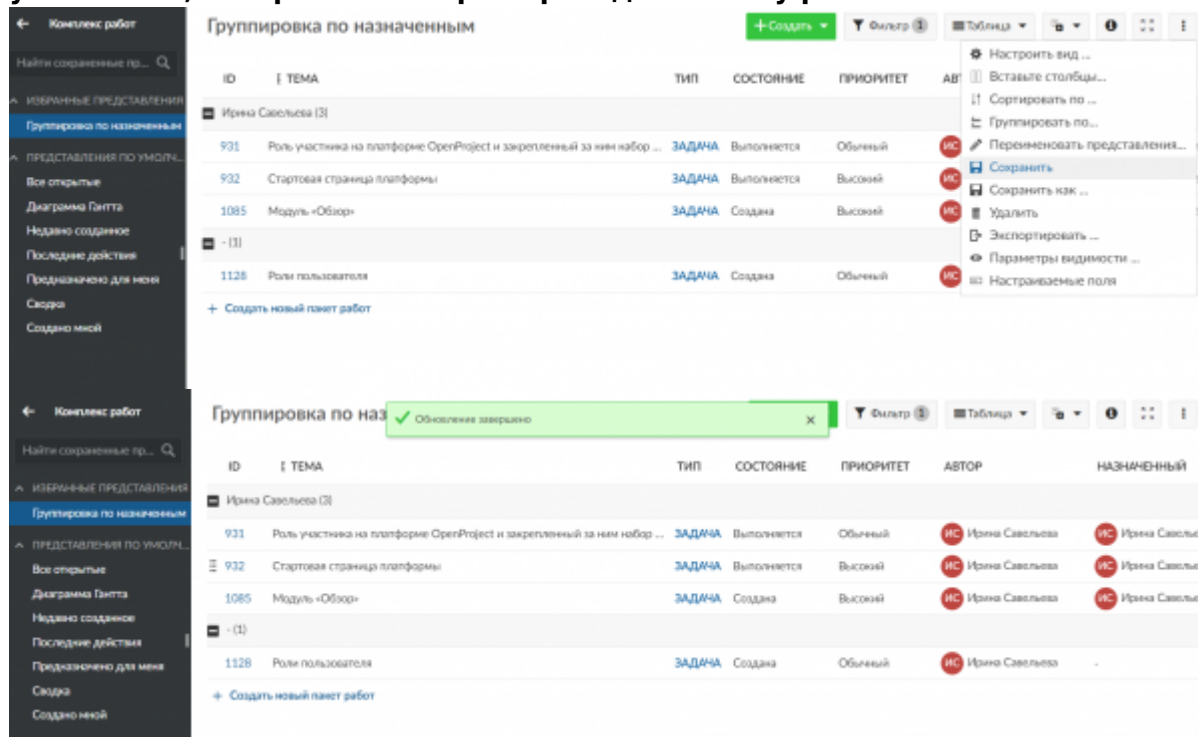 Комплекс работ
Группировка по назначенным
+ Создать
Фильтр 1
Таблица
Найти сохраненные пр...
ИЗБРАННЫЕ ПРЕДСТАВЛЕНИЯ
Группировка по назначенным
ПРЕДСТАВЛЕНИЯ ПО УМОЛЧ...
Все открытые
Диаграмма Гантта
Недавно созданное
Последние действия
Предназначено для меня
Сводка
Создано мной
ID ТЕМА ТИП СОСТОЯНИЕ ПРИОРИТЕТ АВТ
Ирина Савельева (3)
931 Роль участника на платформе OpenProject и закрепленный за ним набор ... ЗАДАЧА Выполняется Обычный ИС
932 Стартовая страница платформы ЗАДАЧА Выполняется Высокий ИС
1085 Модуль «Обзор» ЗАДАЧА Создана Высокий ИС
- (1)
1128 Роли пользователя ЗАДАЧА Создана Обычный ИС
+ Создать новый пакет работ
Настроить вид ...
Вставьте столбцы...
Сортировать по ...
Группировать по...
Переименовать представления...
Сохранить
Сохранить как ...
Удалить
Экспортировать ...
Параметры видимости ...
Настраиваемые поля
Комплекс работ
Группировка по наз
Обновление завершено
Фильтр 1
Таблица
Найти сохраненные пр...
ИЗБРАННЫЕ ПРЕДСТАВЛЕНИЯ
Группировка по назначенным
ПРЕДСТАВЛЕНИЯ ПО УМОЛЧ...
Все открытые
Диаграмма Гантта
Недавно созданное
Последние действия
Предназначено для меня
Сводка
Создано мной
ID ТЕМА ТИП СОСТОЯНИЕ ПРИОРИТЕТ АВТОР НАЗНАЧЕННЫЙ
Ирина Савельева (3)
931 Роль участника на платформе OpenProject и закрепленный за ним набор ... ЗАДАЧА Выполняется Обычный ИС Ирина Савельева ИС Ирина Савелье
932 Стартовая страница платформы ЗАДАЧА Выполняется Высокий ИС Ирина Савельева ИС Ирина Савелье
1085 Модуль «Обзор» ЗАДАЧА Создана Высокий ИС Ирина Савельева ИС Ирина Савелье
- (1)
1128 Роли пользователя ЗАДАЧА Создана Обычный ИС Ирина Савельева -
+ Создать новый пакет работ